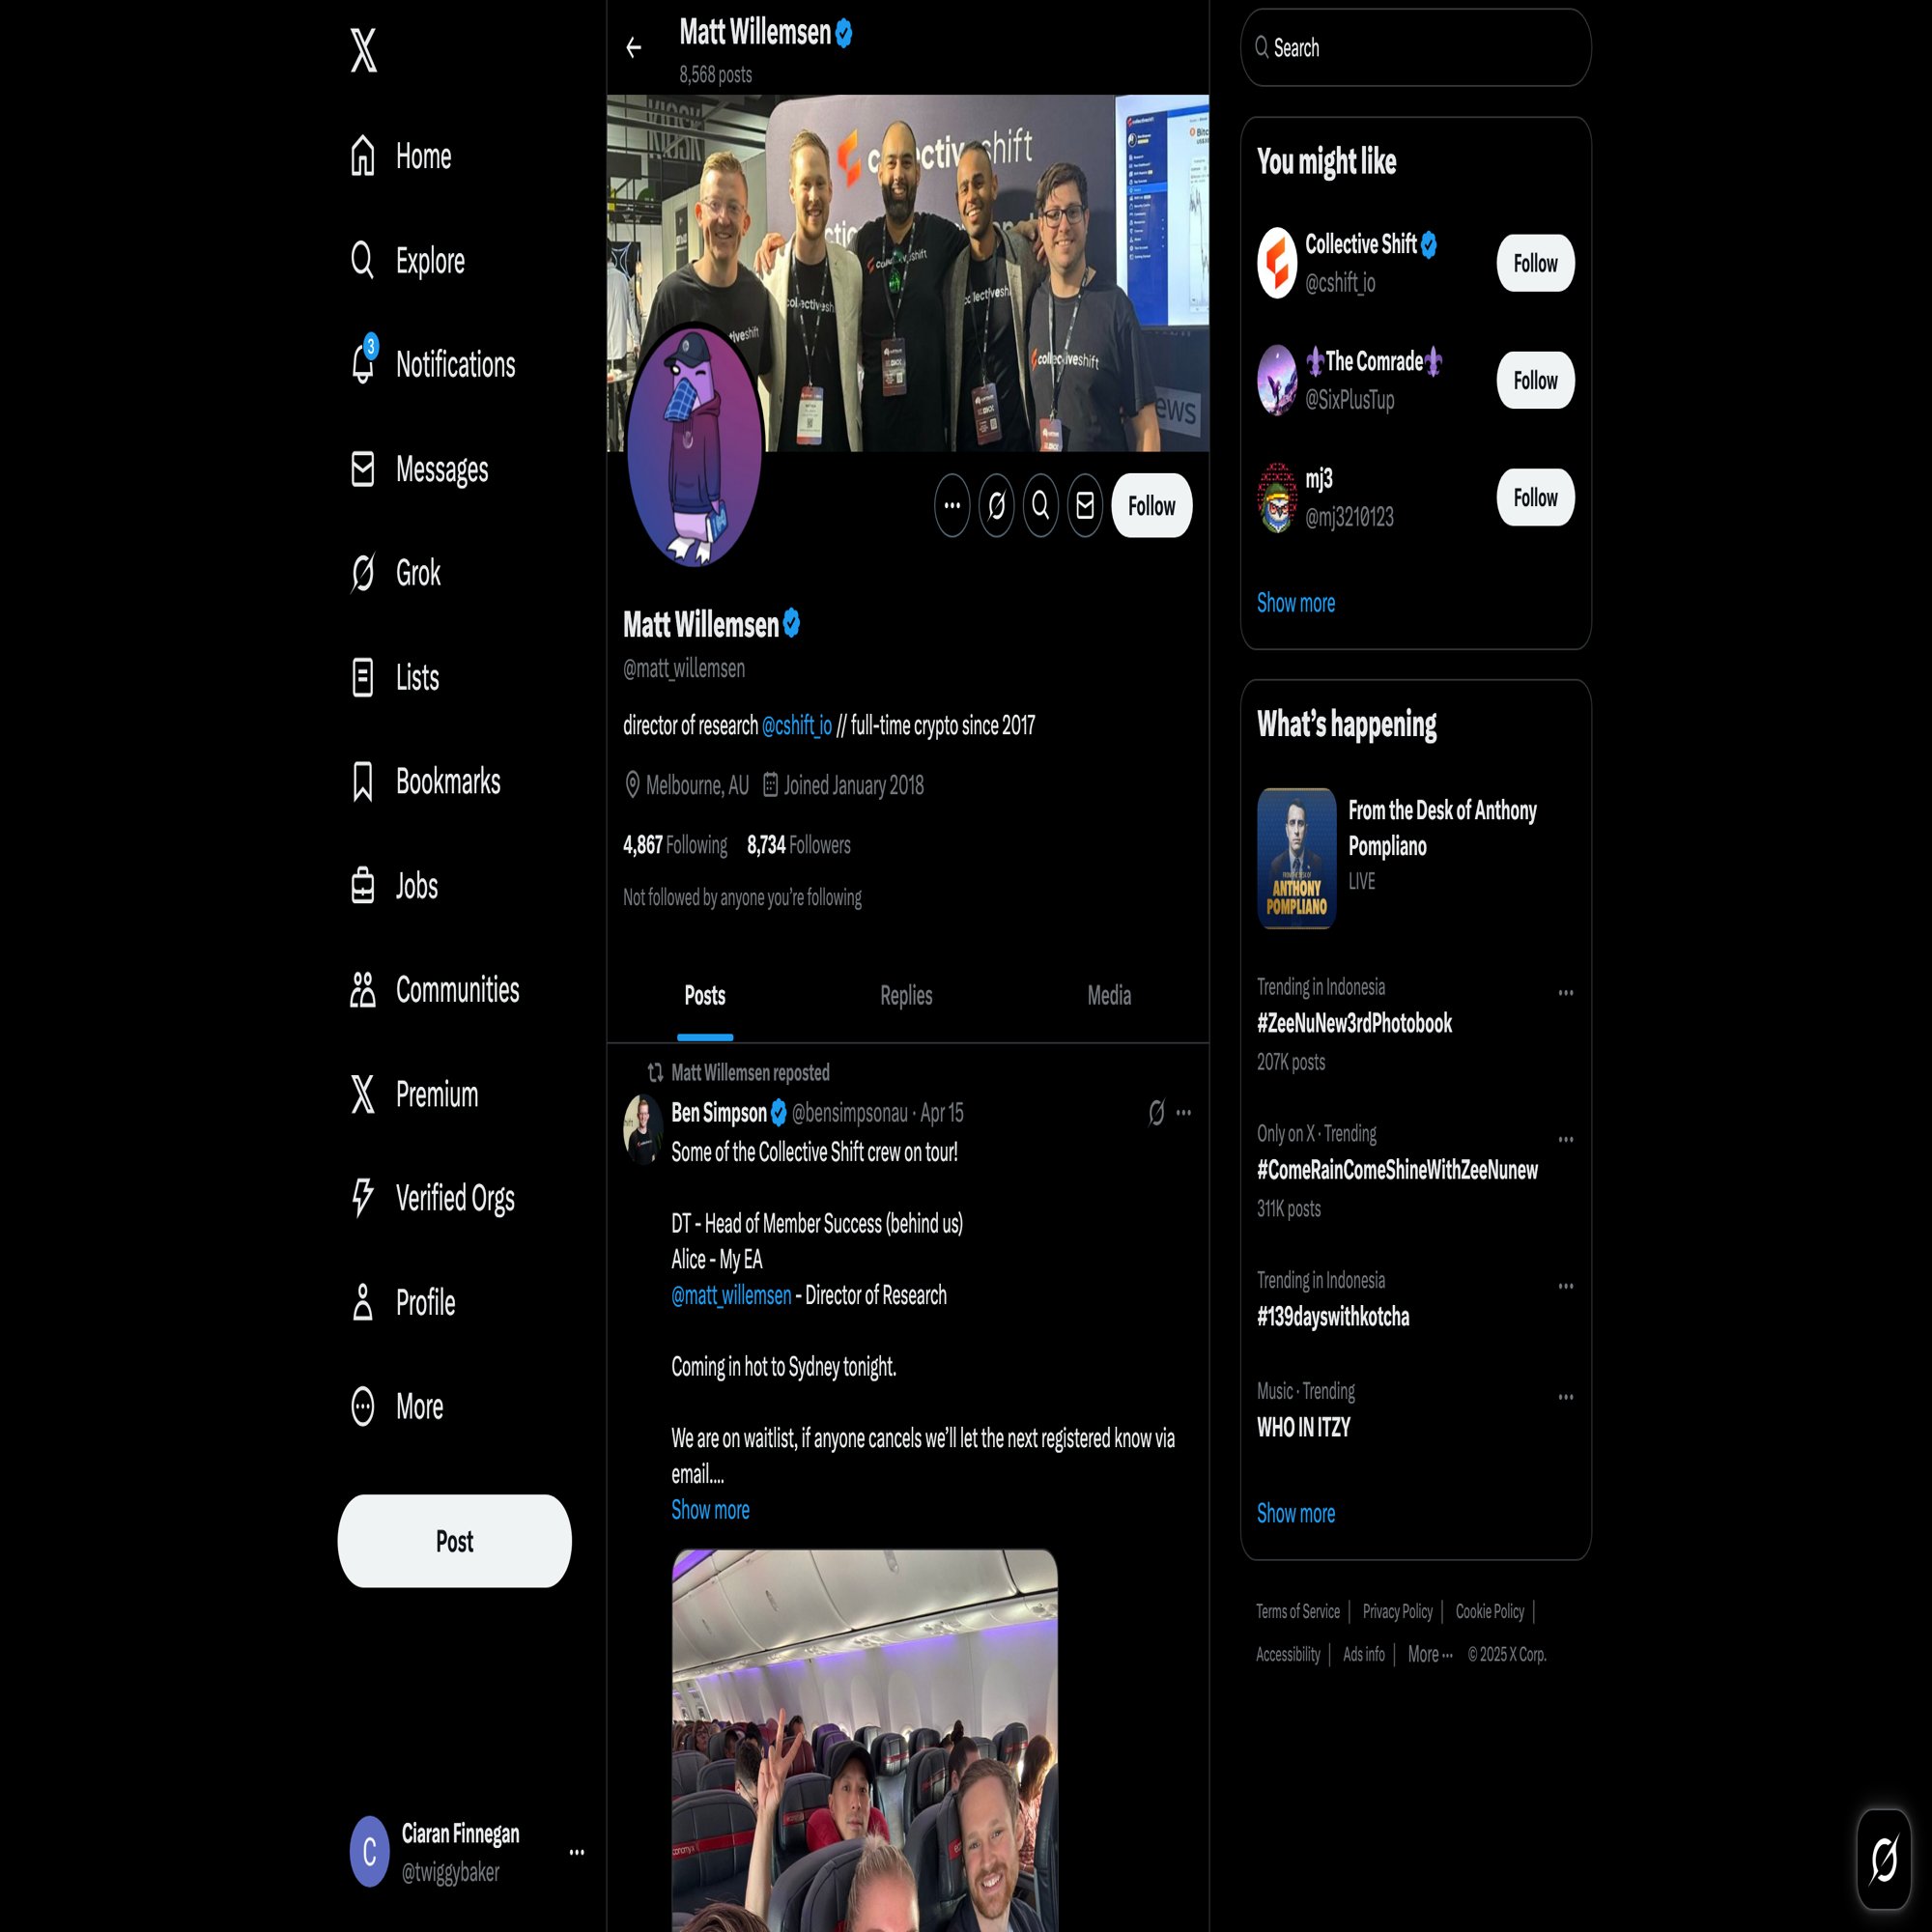 Home
Explore
3
Notifications
Messages
Grok
Lists
Bookmarks
Jobs
Communities
Premium
Verified Orgs
Profile
More
Post
C
Ciaran Finnegan
@twiggybaker
Matt Willemsen
8,568 posts
collectiveshift
collectiveshift
collectiveshift
Follow
Matt Willemsen
@matt_willemsen
director of research @cshift_io // full-time crypto since 2017
Melbourne, AU Joined January 2018
4,867 Following 8,734 Followers
Not followed by anyone you're following
Posts Replies Media
Matt Willemsen reposted
Ben Simpson @bensimpsonau · Apr 15
Some of the Collective Shift crew on tour!
DT - Head of Member Success (behind us)
Alice - My EA
@matt_willemsen - Director of Research
Coming in hot to Sydney tonight.
We are on waitlist, if anyone cancels we'll let the next registered know via
email....
Show more
Search
You might like
Collective Shift
@cshift_io
Follow
⚜️The Comrade⚜️
@SixPlusTup
Follow
mj3
@mj3210123
Follow
Show more
What's happening
From the Desk of Anthony
Pompliano
LIVE
FROM THE DESK OF
ANTHONY
POMPLIANO
Trending in Indonesia
#ZeeNuNew3rdPhotobook
207K posts
Only on X · Trending
#ComeRainComeShineWithZeeNunew
311K posts
Trending in Indonesia
#139dayswithkotcha
Music · Trending
WHO IN ITZY
Show more
Terms of Service | Privacy Policy | Cookie Policy |
Accessibility | Ads info | More ··· © 2025 X Corp.